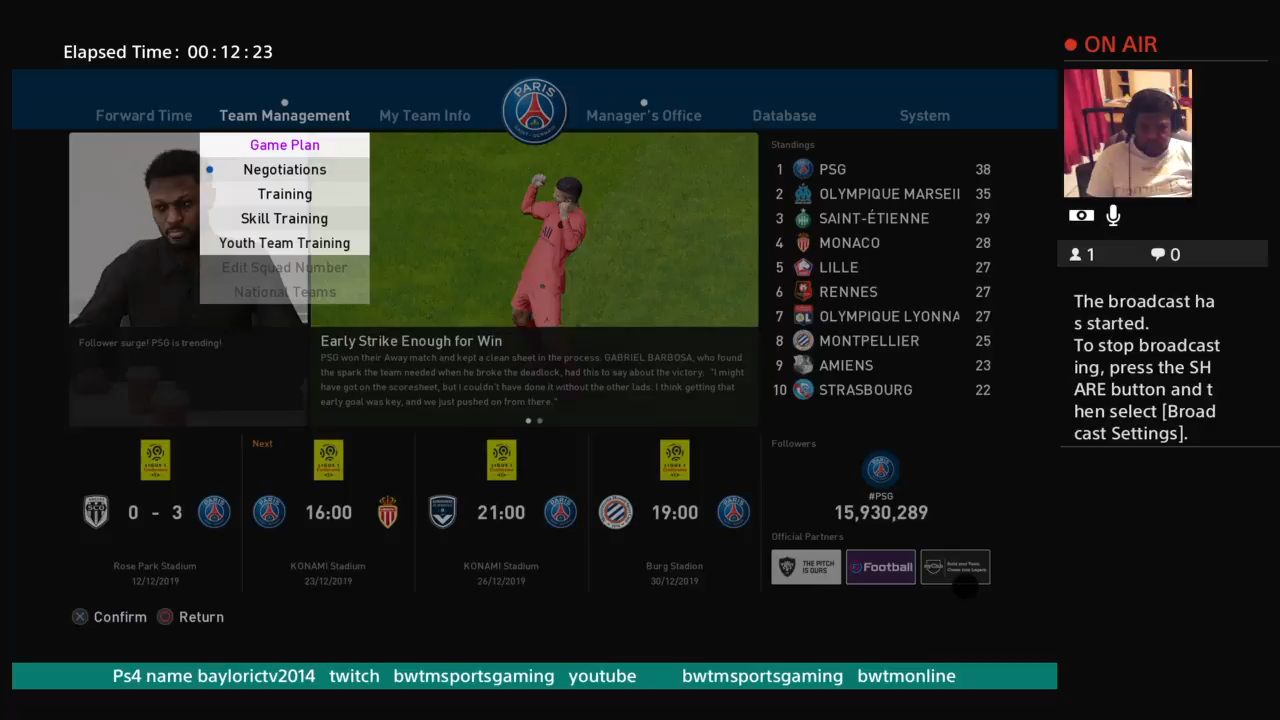 Elapsed Time: 00:12:23
ON AIR
Forward Time
Team Management
My Team Info
PARIS
Manager's Office
Database
System
Game Plan
Negotiations
Training
Skill Training
Youth Team Training
Edit Squad Number
National Teams
Follower surge! PSG is trending!
Early Strike Enough for Win
PSG won their Away match and kept a clean sheet in the process. GABRIEL BARBOSA, who found
the spark the team needed when he broke the deadlock, had this to say about the victory; "I might
have got on the scoresheet, but I couldn't have done it without the other lads. I think getting that
early goal was key, and we just pushed on from there."
Standings
1 PSG 38
2 OLYMPIQUE MARSEII 35
3 SAINT-ÉTIENNE 29
4 MONACO 28
5 LILLE 27
6 RENNES 27
7 OLYMPIQUE LYONNA 27
8 MONTPELLIER 25
9 AMIENS 23
10 STRASBOURG 22
1
0
The broadcast ha
s started.
To stop broadcast
ing, press the SH
ARE button and t
hen select [Broad
cast Settings].
0 - 3
Rose Park Stadium
12/12/2019
Next
16:00
KONAMI Stadium
23/12/2019
21:00
KONAMI Stadium
26/12/2019
19:00
Burg Stadion
30/12/2019
Followers
#PSG
15,930,289
Official Partners
THE PITCH
IS OURS
Football
Confirm
Return
Ps4 name baylorictv2014 twitch bwtmsportsgaming youtube bwtmsportsgaming bwtmonline